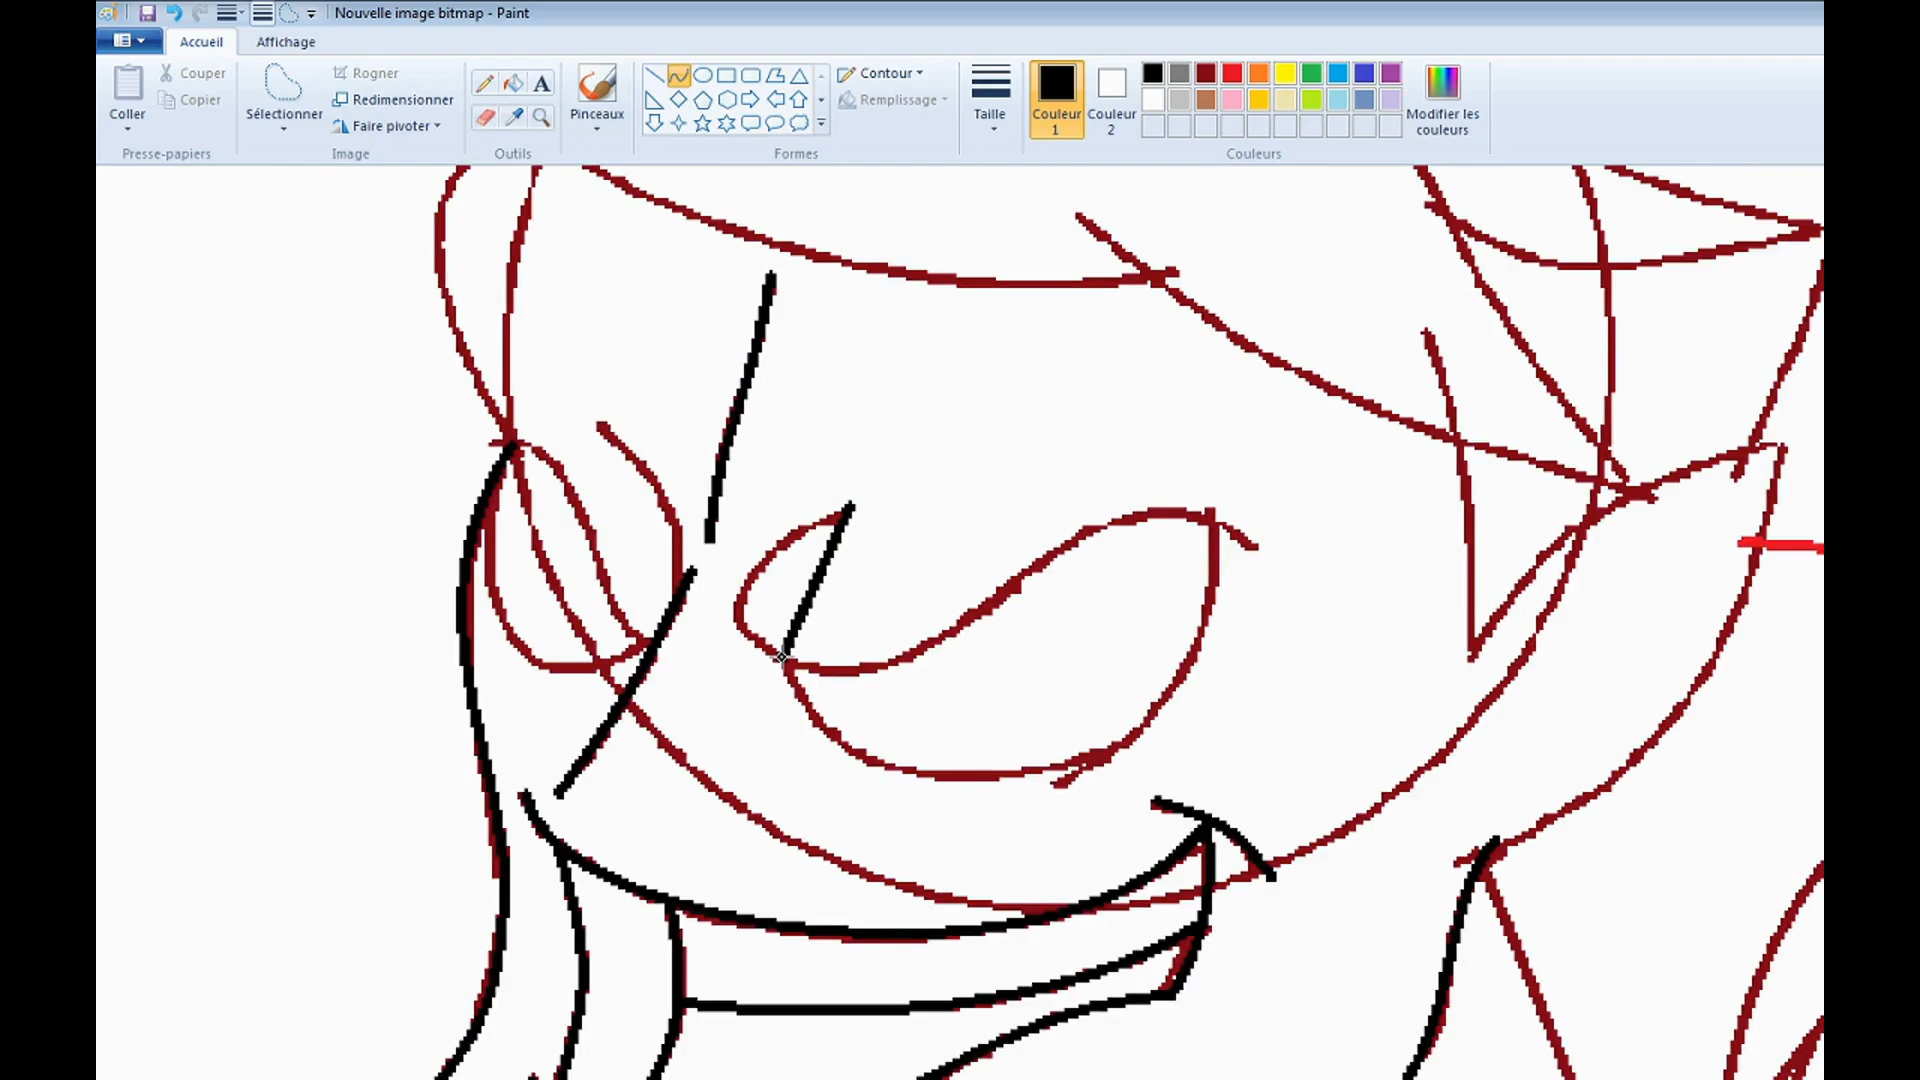 Nouvelle image bitmap - Paint
Accueil
Affichage
Coller
Couper
Copier
Presse-papiers
Sélectionner
Rogner
Redimensionner
Faire pivoter
Image
A
Outils
Pinceaux
Contour
Remplissage
Formes
Taille
Couleur
1
Couleur
2
Modifier les
couleurs
Couleurs